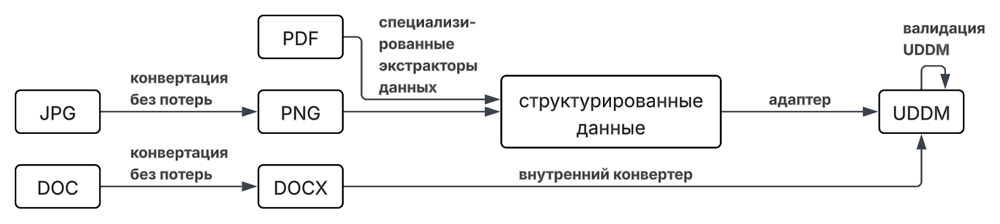 PDF
специализи-
рованные
экстракторы
данных
валидация
UDDM
конвертация
без потерь
JPG
PNG
структурированные
данные
адаптер
UDDM
конвертация
без потерь
DOC
DOCX
внутренний конвертер